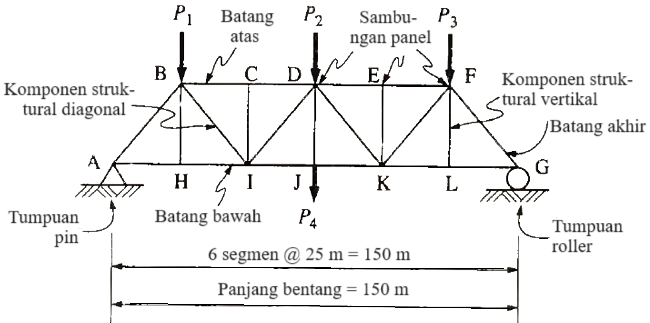 P1
Batang
atas
P2
Sambu-
ngan panel
P3
B
C
D
E
F
Komponen struk-
tural diagonal
Komponen struk-
tural vertikal
Batang akhir
A
H
I
J
K
L
G
Tumpuan
pin
Batang bawah
P4
Tumpuan
roller
6 segmen @ 25 m = 150 m
Panjang bentang = 150 m